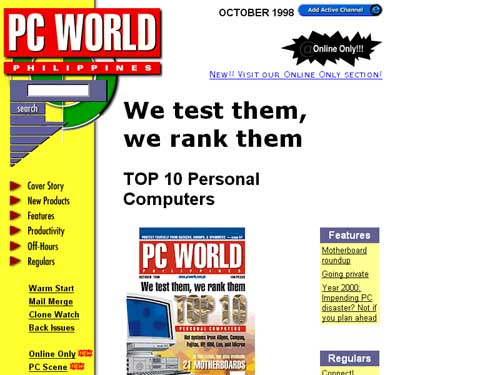 PC WORLD
PHILIPPINES
OCTOBER 1998
Add Active Channel
@Online Only!!!
New!! Visit our Online Only section!
search
We test them,
we rank them
TOP 10 Personal
Computers
Cover Story
New Products
Features
Productivity
Off-Hours
Regulars
Warm Start
Mail Merge
Clone Watch
Back Issues
Online Only NEW
PC Scene NEW
PC WORLD
PHILIPPINES
We test them, we rank them
TOP 10
PERSONAL COMPUTERS
21 MOTHERBOARDS
Features
Motherboard
roundup
Going private
Year 2000:
Impending PC
disaster? Not if
you plan ahead
Regulars
Connect!